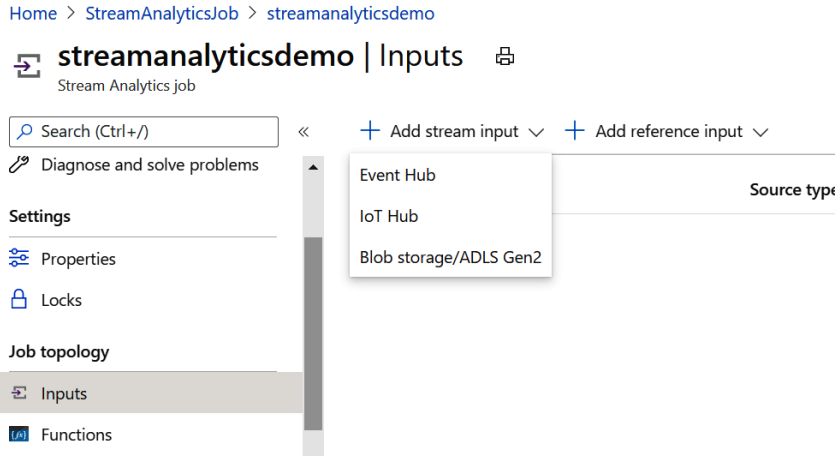 Home > StreamAnalyticsJob > streamanalyticsdemo
streamanalyticsdemo | Inputs
Stream Analytics job
Search (Ctrl+/)
«
+ Add stream input
+ Add reference input
Diagnose and solve problems
Event Hub
Source type
Settings
IoT Hub
Properties
Blob storage/ADLS Gen2
Locks
Job topology
Inputs
{fx}
Functions